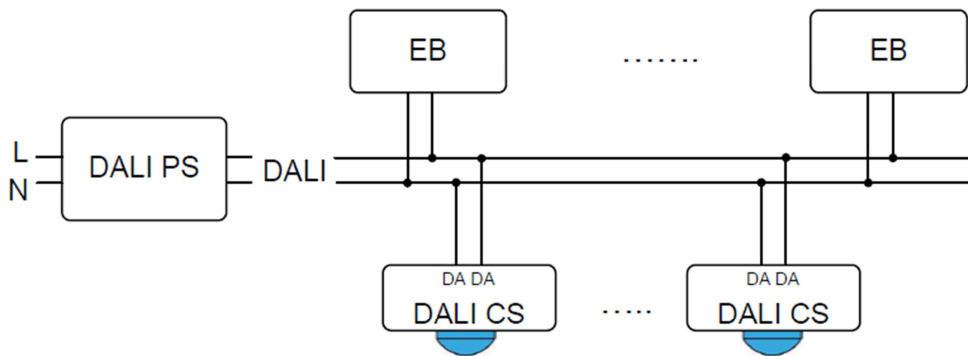 EB
.......
EB
L
DALI PS
DALI
N
DA DA
DALI CS
.....
DA DA
DALI CS